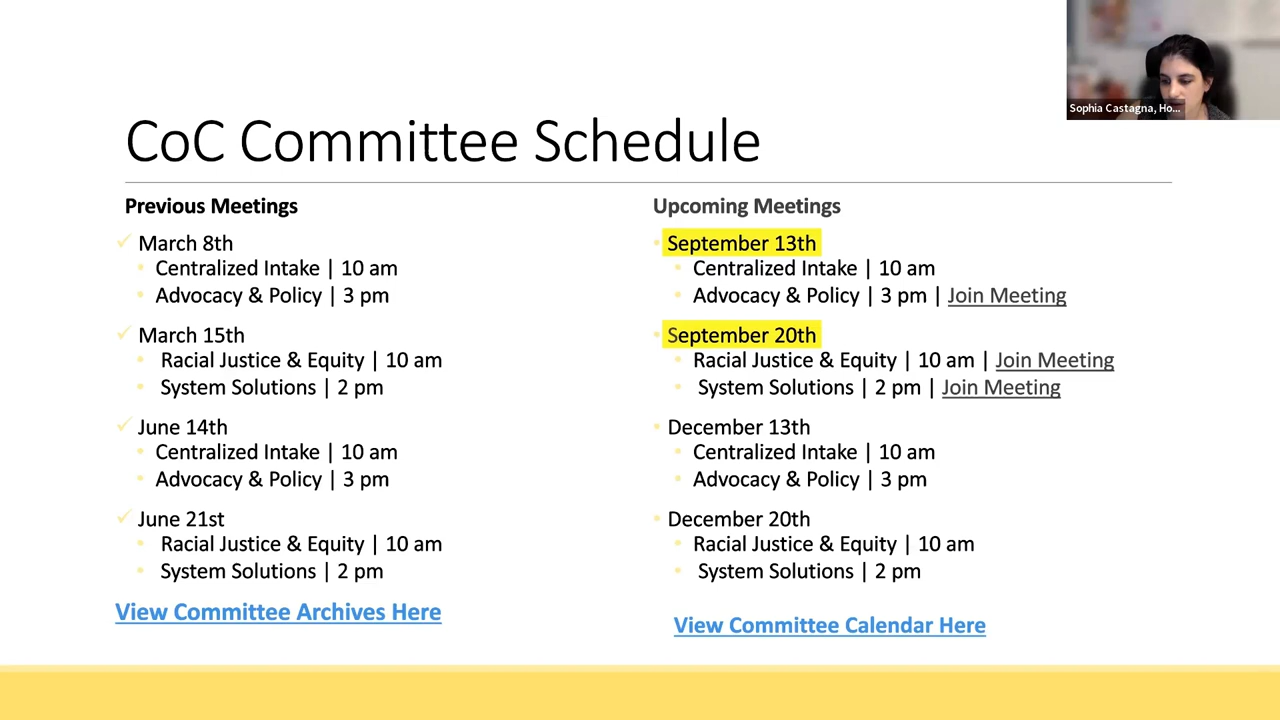 Sophia Castagna, Ho...
CoC Committee Schedule
Previous Meetings
March 8th
Centralized Intake | 10 am
Advocacy & Policy | 3 pm
March 15th
Racial Justice & Equity | 10 am
System Solutions | 2 pm
June 14th
Centralized Intake | 10 am
Advocacy & Policy | 3 pm
June 21st
Racial Justice & Equity | 10 am
System Solutions | 2 pm
View Committee Archives Here
Upcoming Meetings
September 13th
Centralized Intake | 10 am
Advocacy & Policy | 3 pm | Join Meeting
September 20th
Racial Justice & Equity | 10 am | Join Meeting
System Solutions | 2 pm | Join Meeting
December 13th
Centralized Intake | 10 am
Advocacy & Policy | 3 pm
December 20th
Racial Justice & Equity | 10 am
System Solutions | 2 pm
View Committee Calendar Here